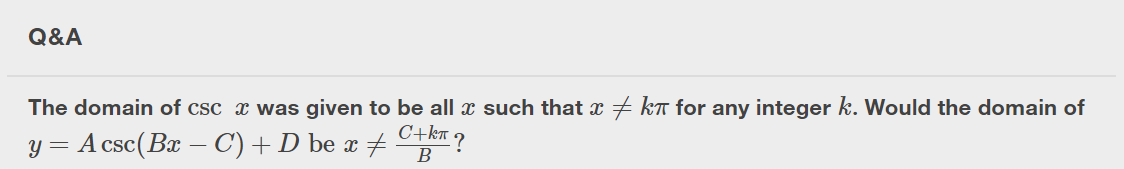 Q&A
The domain of csc x was given to be all x such that x ≠ kπ for any integer k. Would the domain of
y = A csc(Bx − C) + D be x ≠ \frac{C+kπ}{B}?